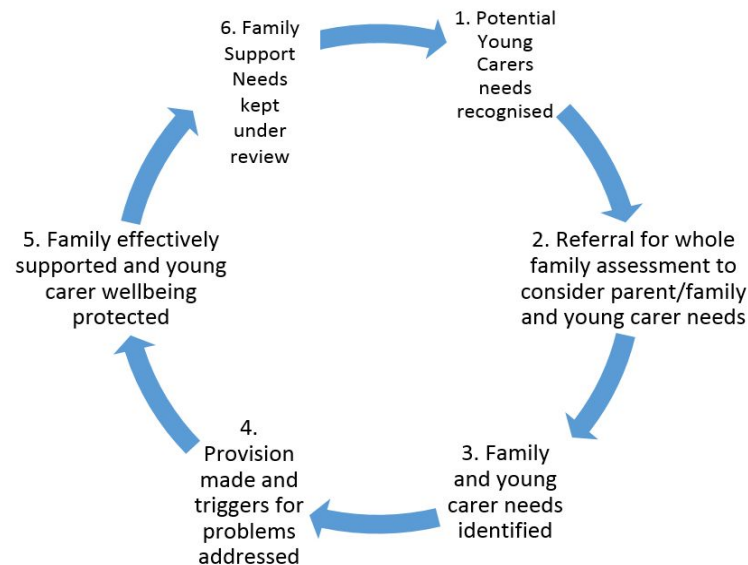 1. Potential
Young
Carers
needs
recognised
2. Referral for whole
family assessment to
consider parent/family
and young carer needs
3. Family
and young
carer needs
identified
4.
Provision
made and
triggers for
problems
addressed
5. Family effectively
supported and young
carer wellbeing
protected
6. Family
Support
Needs
kept
under
review